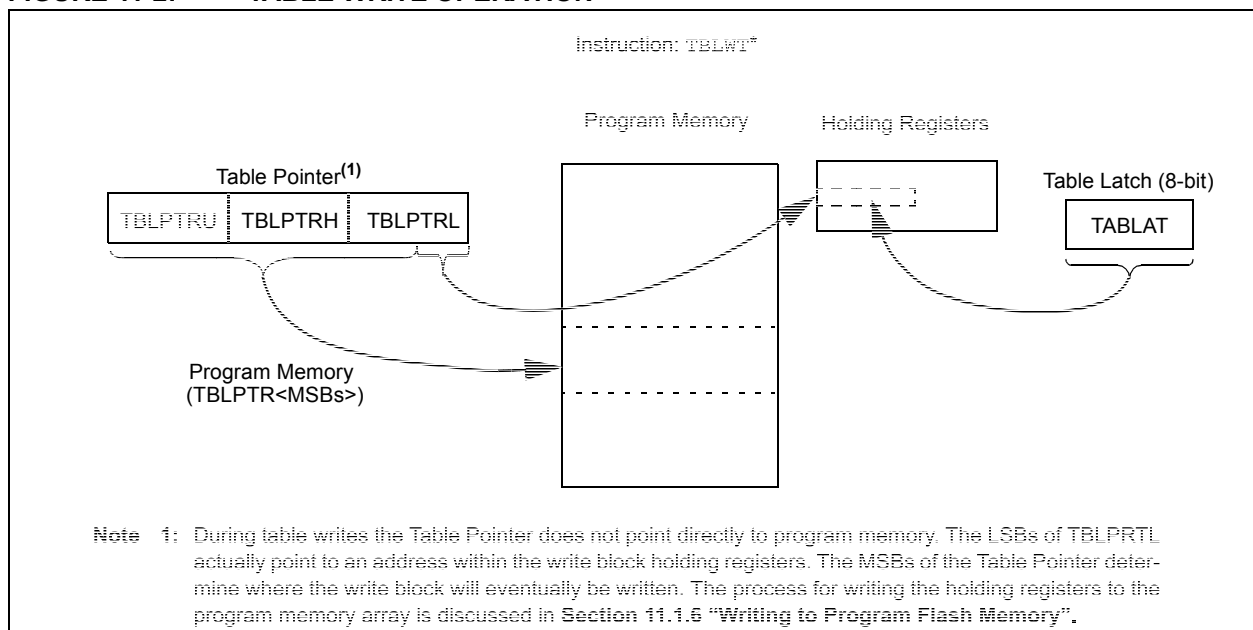 Instruction: TBLWT*
Program Memory Holding Registers
Table Pointer(1)
Table Latch (8-bit)
TBLPTRU TBLPTRH TBLPTRL
TABLAT
Program Memory
(TBLPTR<MSBs>)
Note 1: During table writes the Table Pointer does not point directly to program memory. The LSBs of TBLPRTL
actually point to an address within the write block holding registers. The MSBs of the Table Pointer deter-
mine where the write block will eventually be written. The process for writing the holding registers to the
program memory array is discussed in Section 11.1.6 “Writing to Program Flash Memory”.